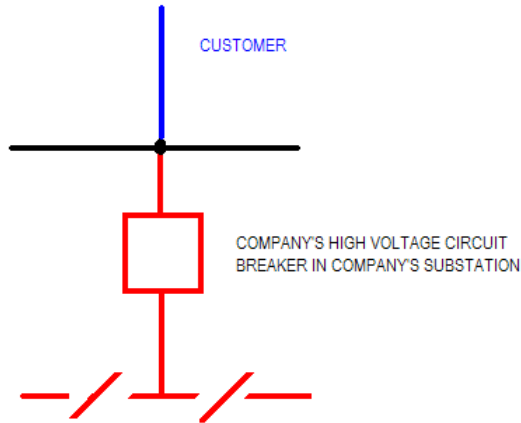 CUSTOMER
COMPANY'S HIGH VOLTAGE CIRCUIT
BREAKER IN COMPANY'S SUBSTATION